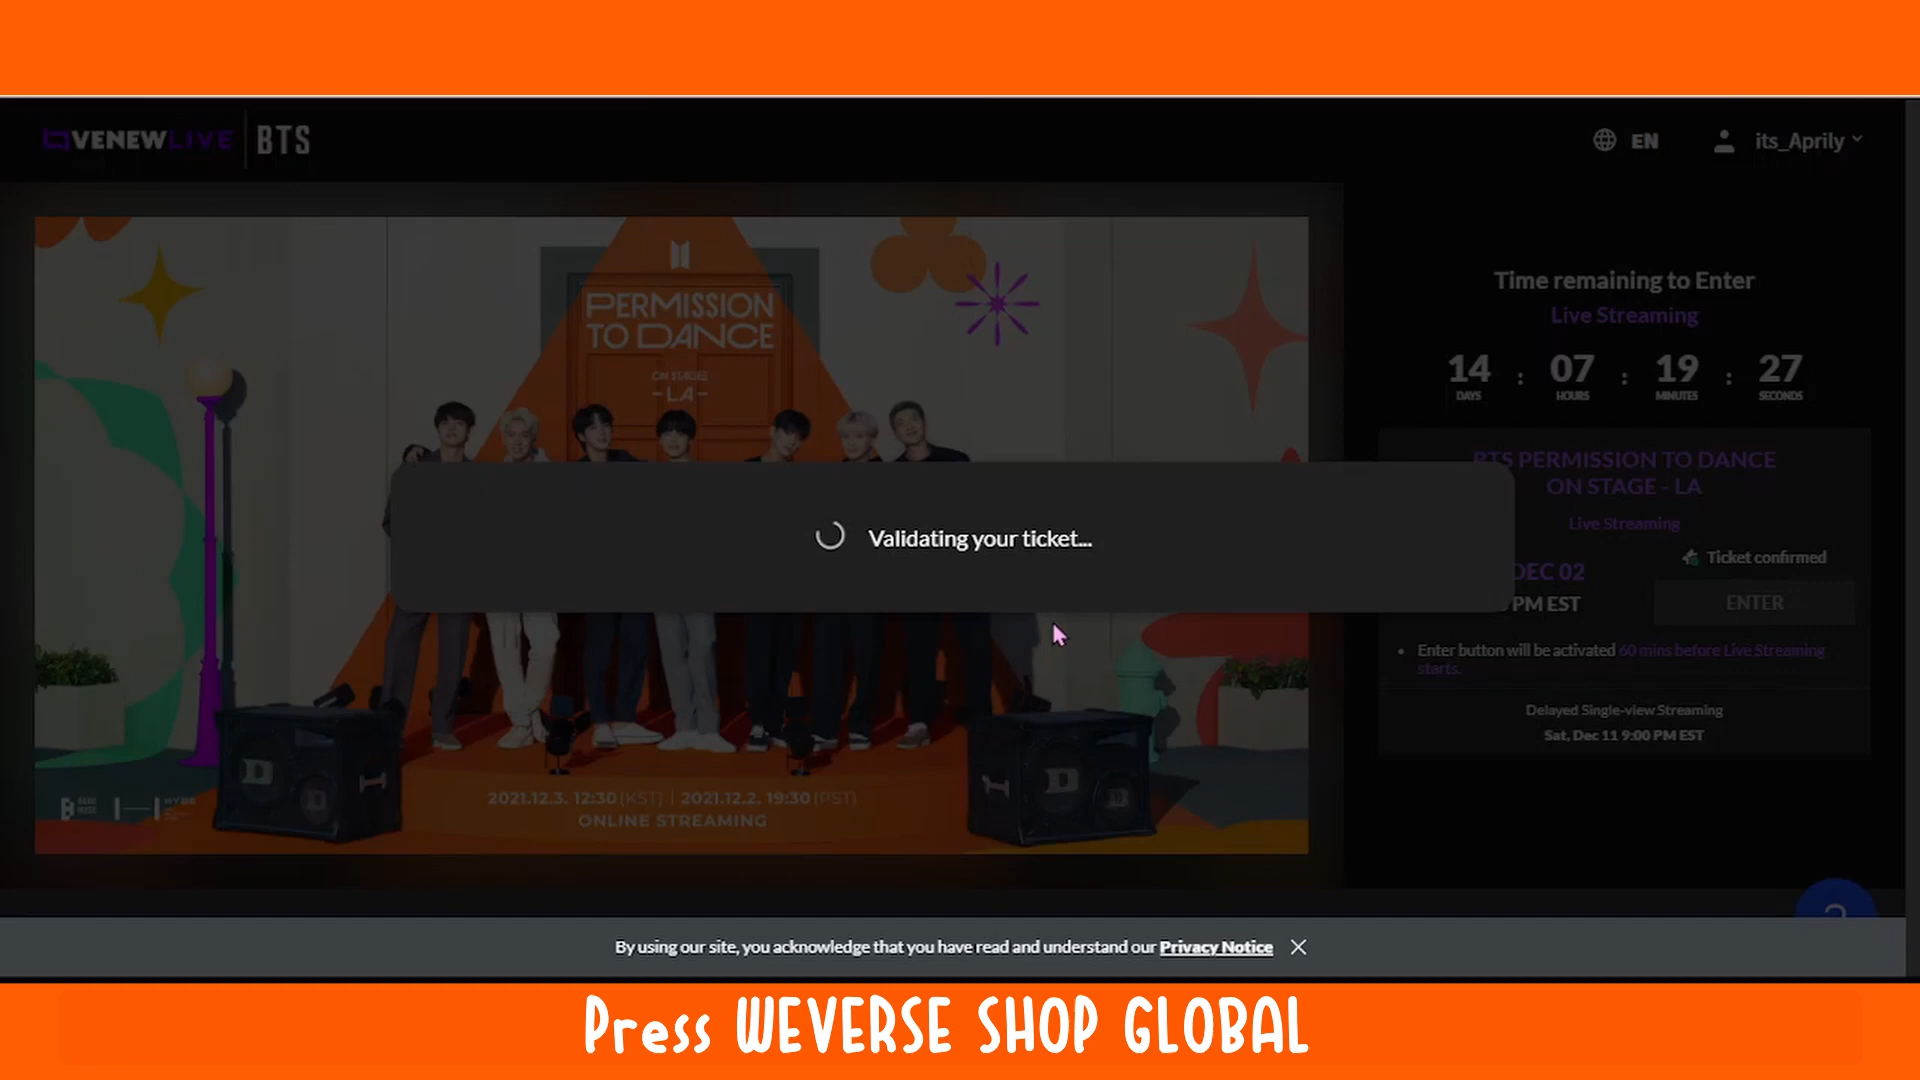 VENEWLIVE | BTS
EN
its_Aprily
PERMISSION
TO DANCE
ON STAGE
-LA-
2021.12.3. 12:30 (KST) | 2021.12.2. 19:30 (PST)
ONLINE STREAMING
Time remaining to Enter
Live Streaming
14 : 07 : 19 : 27
DAYS HOURS MINUTES SECONDS
BTS PERMISSION TO DANCE
ON STAGE - LA
Live Streaming
Ticket confirmed
DEC 02
PM EST
ENTER
Enter button will be activated 60 mins before Live Streaming
starts.
Delayed Single-view Streaming
Sat, Dec 11 9:00 PM EST
Validating your ticket...
By using our site, you acknowledge that you have read and understand our Privacy Notice
Press WEVERSE SHOP GLOBAL